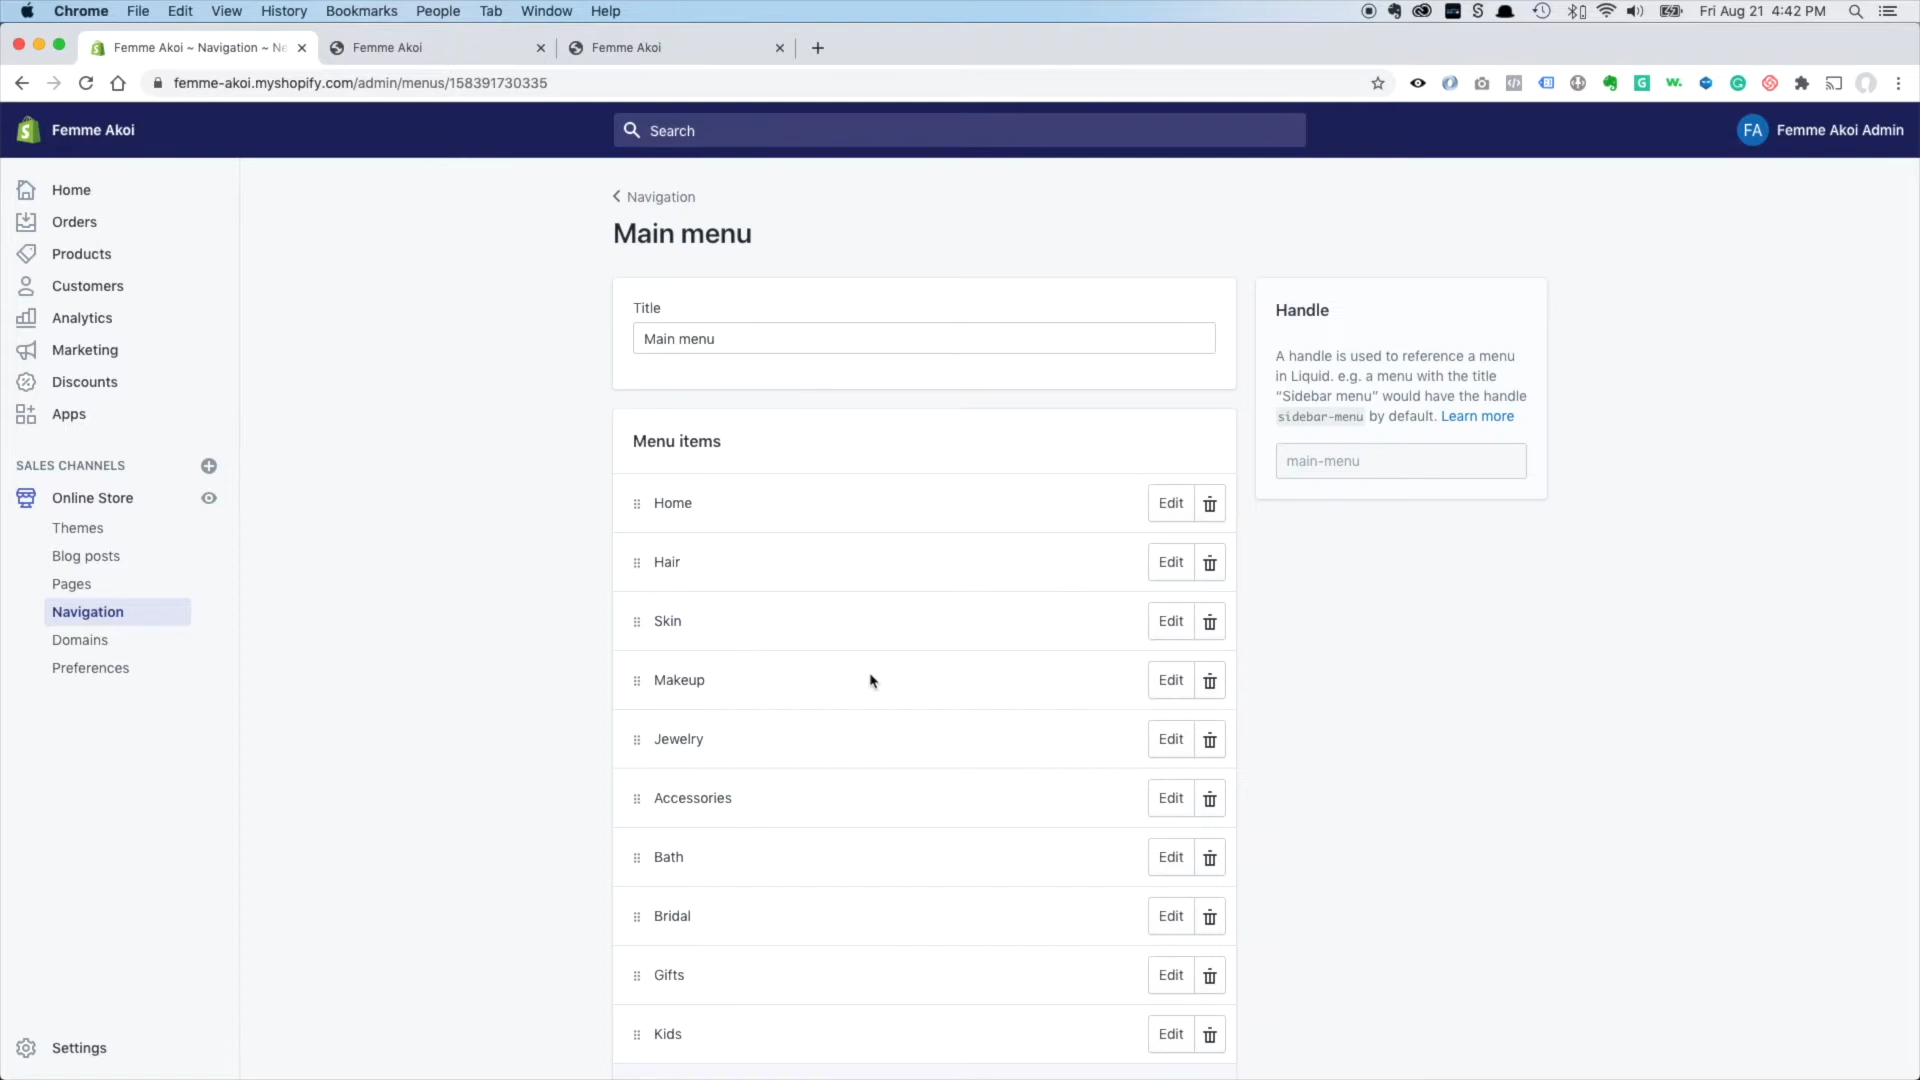 Chrome File Edit View History Bookmarks People Tab Window Help Fri Aug 21 4:42 PM
Femme Akoi ~ Navigation ~ Ne Femme Akoi Femme Akoi
femme-akoi.myshopify.com/admin/menus/158391730335
Femme Akoi Search FA Femme Akoi Admin
Home
Orders
Products
Customers
Analytics
Marketing
Discounts
Apps
SALES CHANNELS
Online Store
Themes
Blog posts
Pages
Navigation
Domains
Preferences
Settings
Navigation
Main menu
Title
Main menu
Menu items
Home Edit
Hair Edit
Skin Edit
Makeup Edit
Jewelry Edit
Accessories Edit
Bath Edit
Bridal Edit
Gifts Edit
Kids Edit
Handle
A handle is used to reference a menu
in Liquid. e.g. a menu with the title
“Sidebar menu” would have the handle
sidebar-menu by default. Learn more
main-menu